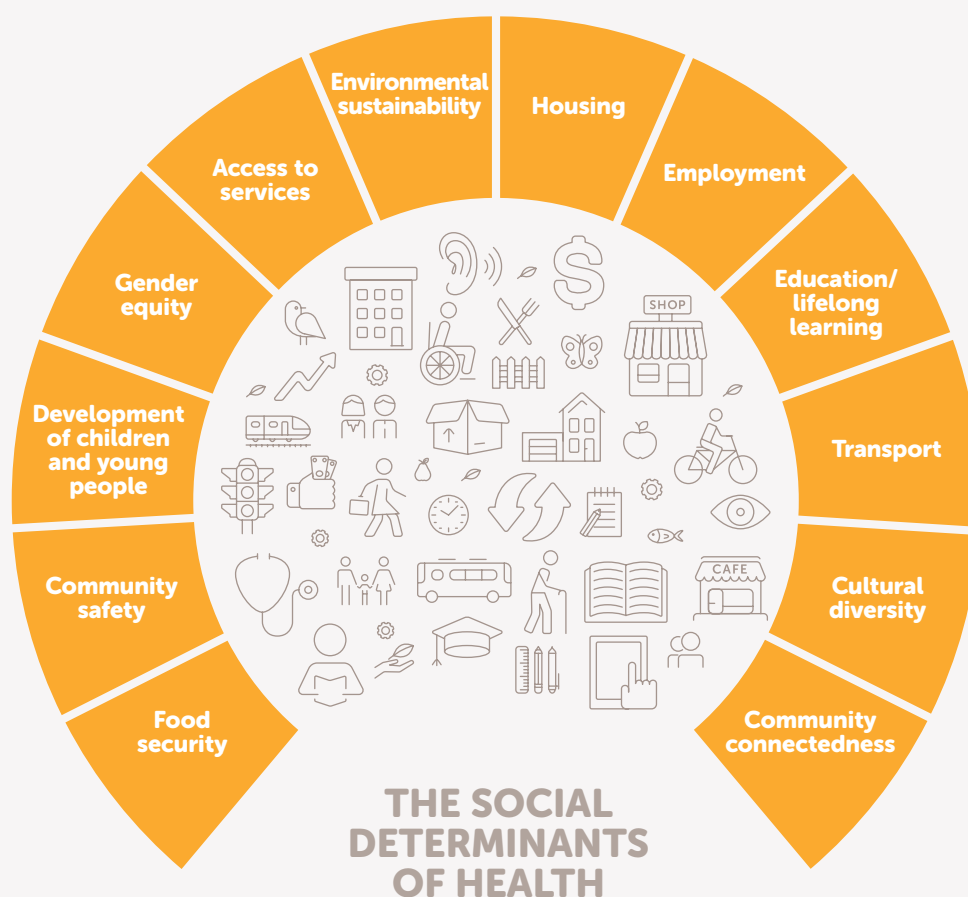 Environmental
sustainability
Housing
Employment
Education/
lifelong
learning
Transport
Cultural
diversity
Community
connectedness
Access to
services
Gender
equity
Development
of children
and young
people
Community
safety
Food
security
SHOP
CAFE
THE SOCIAL
DETERMINANTS
OF HEALTH